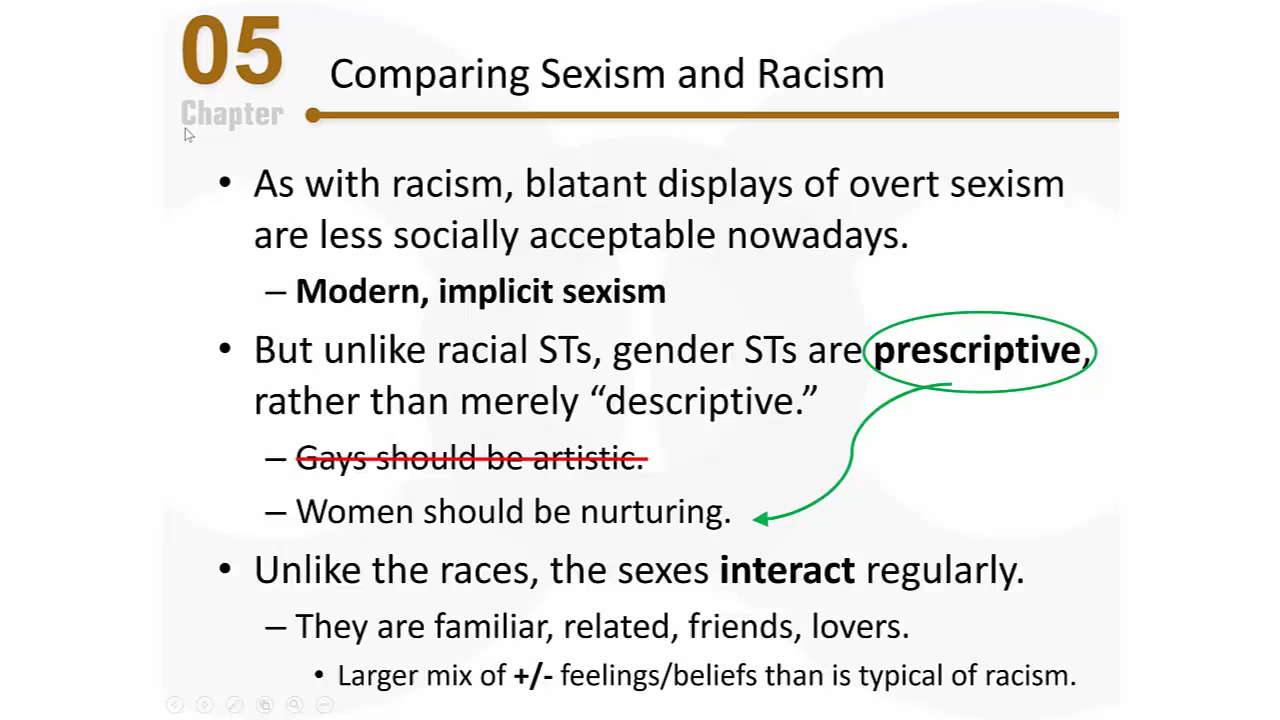 05
Chapter
Comparing Sexism and Racism
• As with racism, blatant displays of overt sexism
are less socially acceptable nowadays.
– Modern, implicit sexism
• But unlike racial STs, gender STs are prescriptive,
rather than merely “descriptive.”
– Gays should be artistic.
– Women should be nurturing.
• Unlike the races, the sexes interact regularly.
– They are familiar, related, friends, lovers.
• Larger mix of +/- feelings/beliefs than is typical of racism.